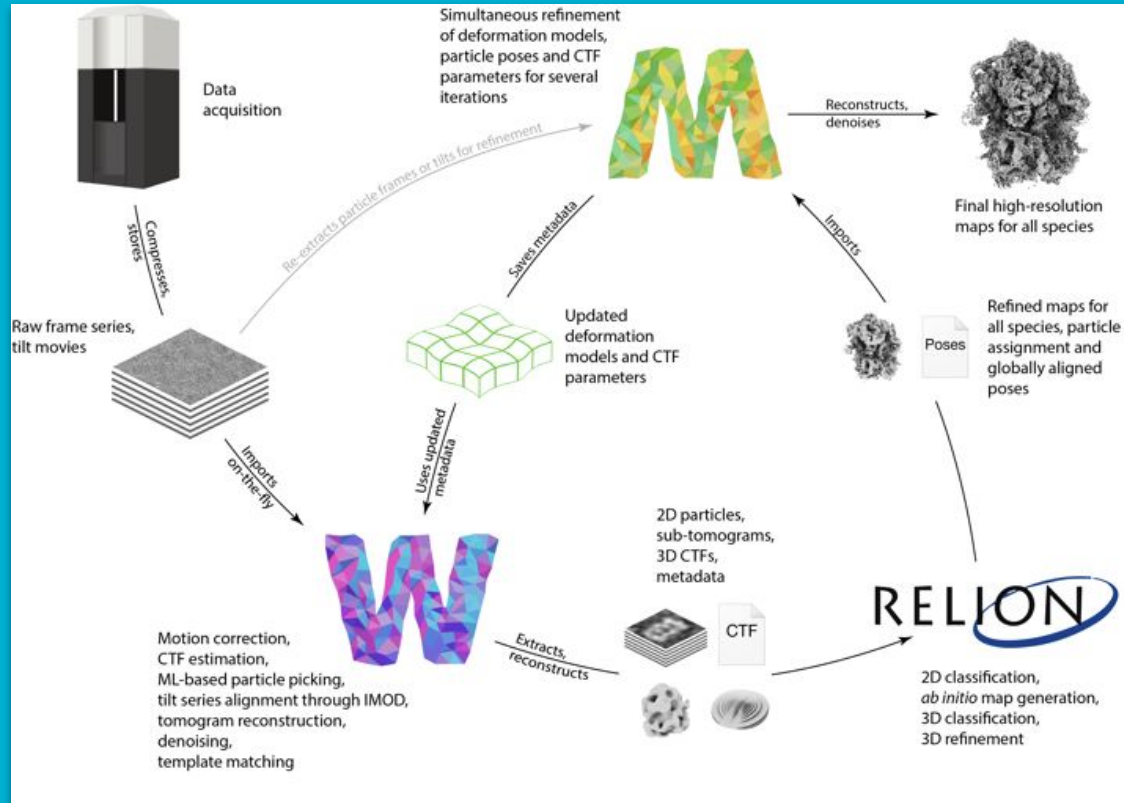 Data
acquisition
Simultaneous refinement
of deformation models,
particle poses and CTF
parameters for several
iterations
M
Reconstructs,
denoises
Final high-resolution
maps for all species
Compresses,
stores
Re-extracts particle frames or tilts for refinement
Saves metadata
Imports
Raw frame series,
tilt movies
Updated
deformation
models and CTF
parameters
Poses
Refined maps for
all species, particle
assignment and
globally aligned
poses
Imports
on-the-fly
Uses updated
metadata
W
Motion correction,
CTF estimation,
ML-based particle picking,
tilt series alignment through IMOD,
tomogram reconstruction,
denoising,
template matching
Extracts,
reconstructs
2D particles,
sub-tomograms,
3D CTFs,
metadata
CTF
RELION
2D classification,
ab initio map generation,
3D classification,
3D refinement